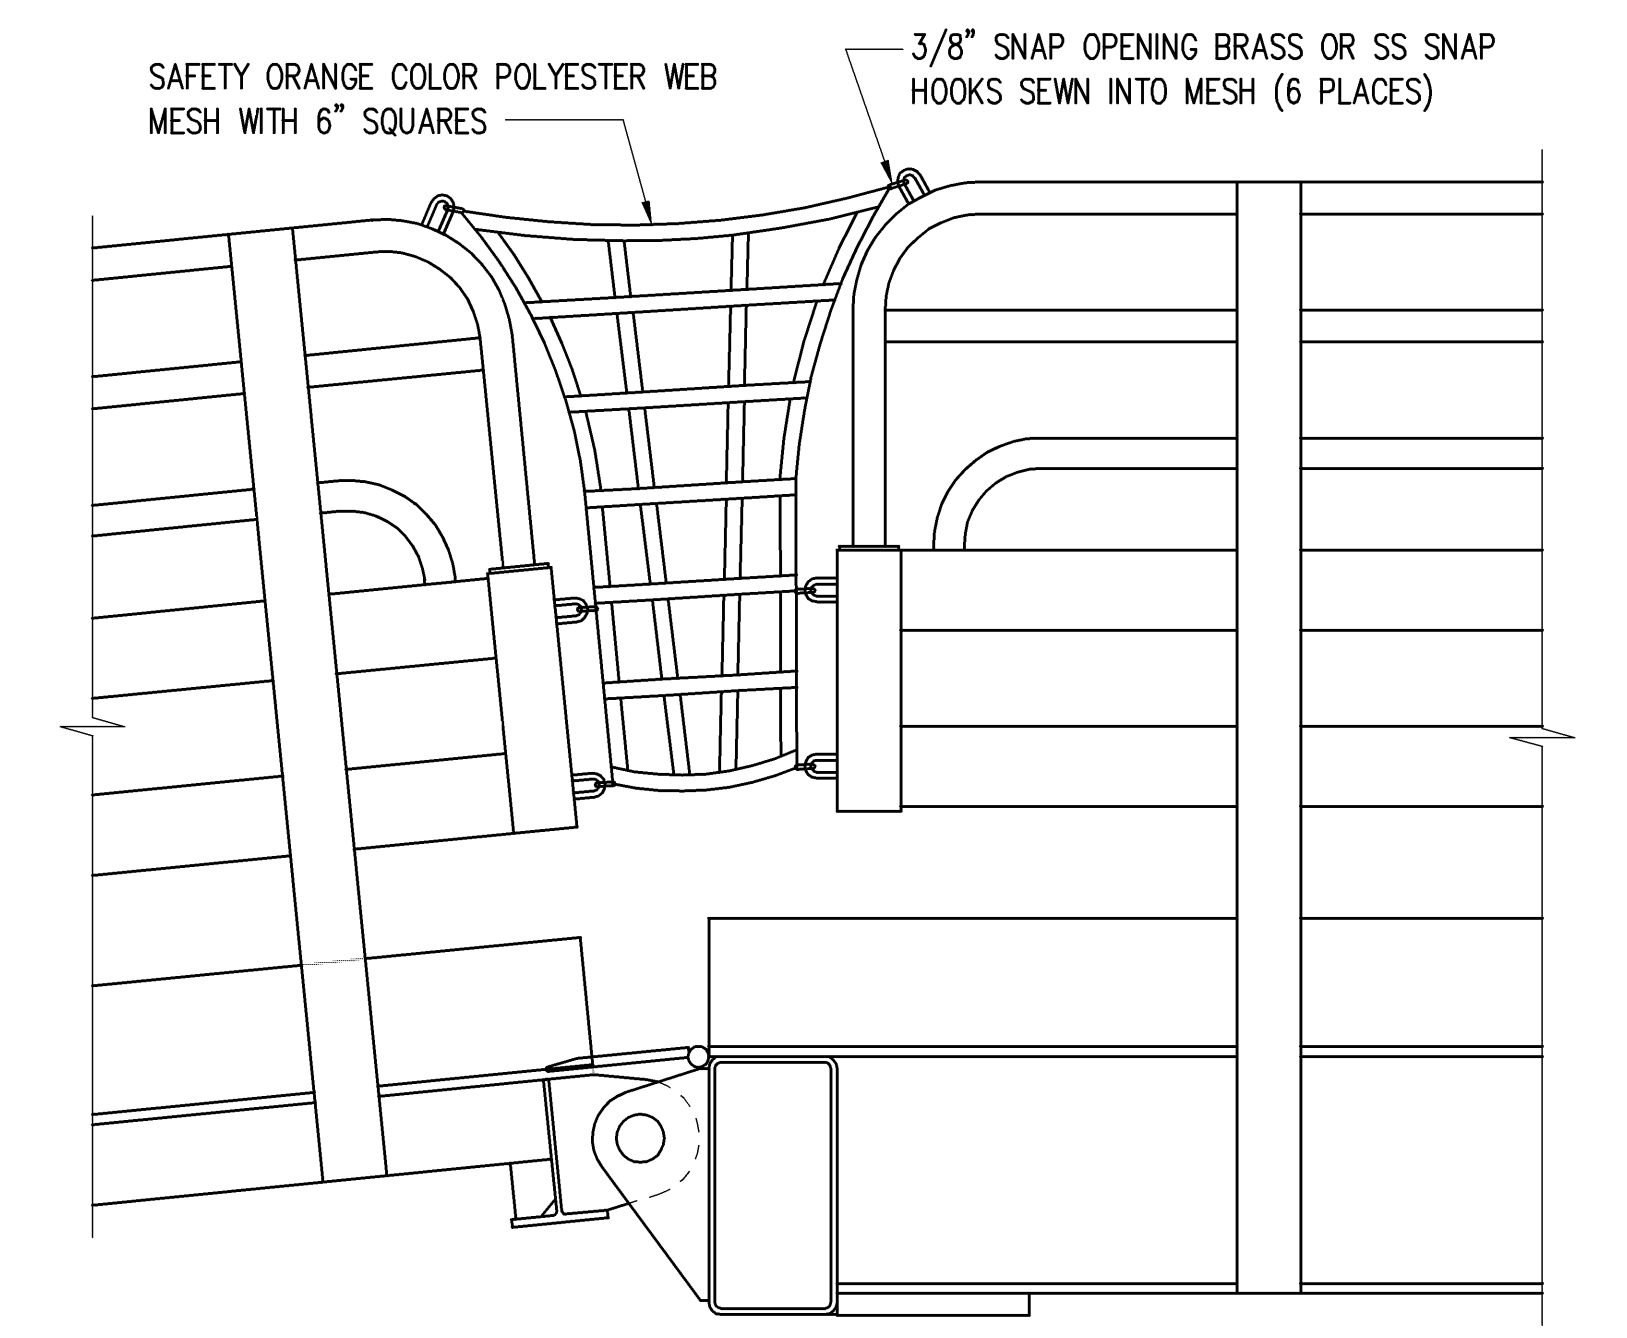 SAFETY ORANGE COLOR POLYESTER WEB
MESH WITH 6” SQUARES
3/8” SNAP OPENING BRASS OR SS SNAP
HOOKS SEWN INTO MESH (6 PLACES)